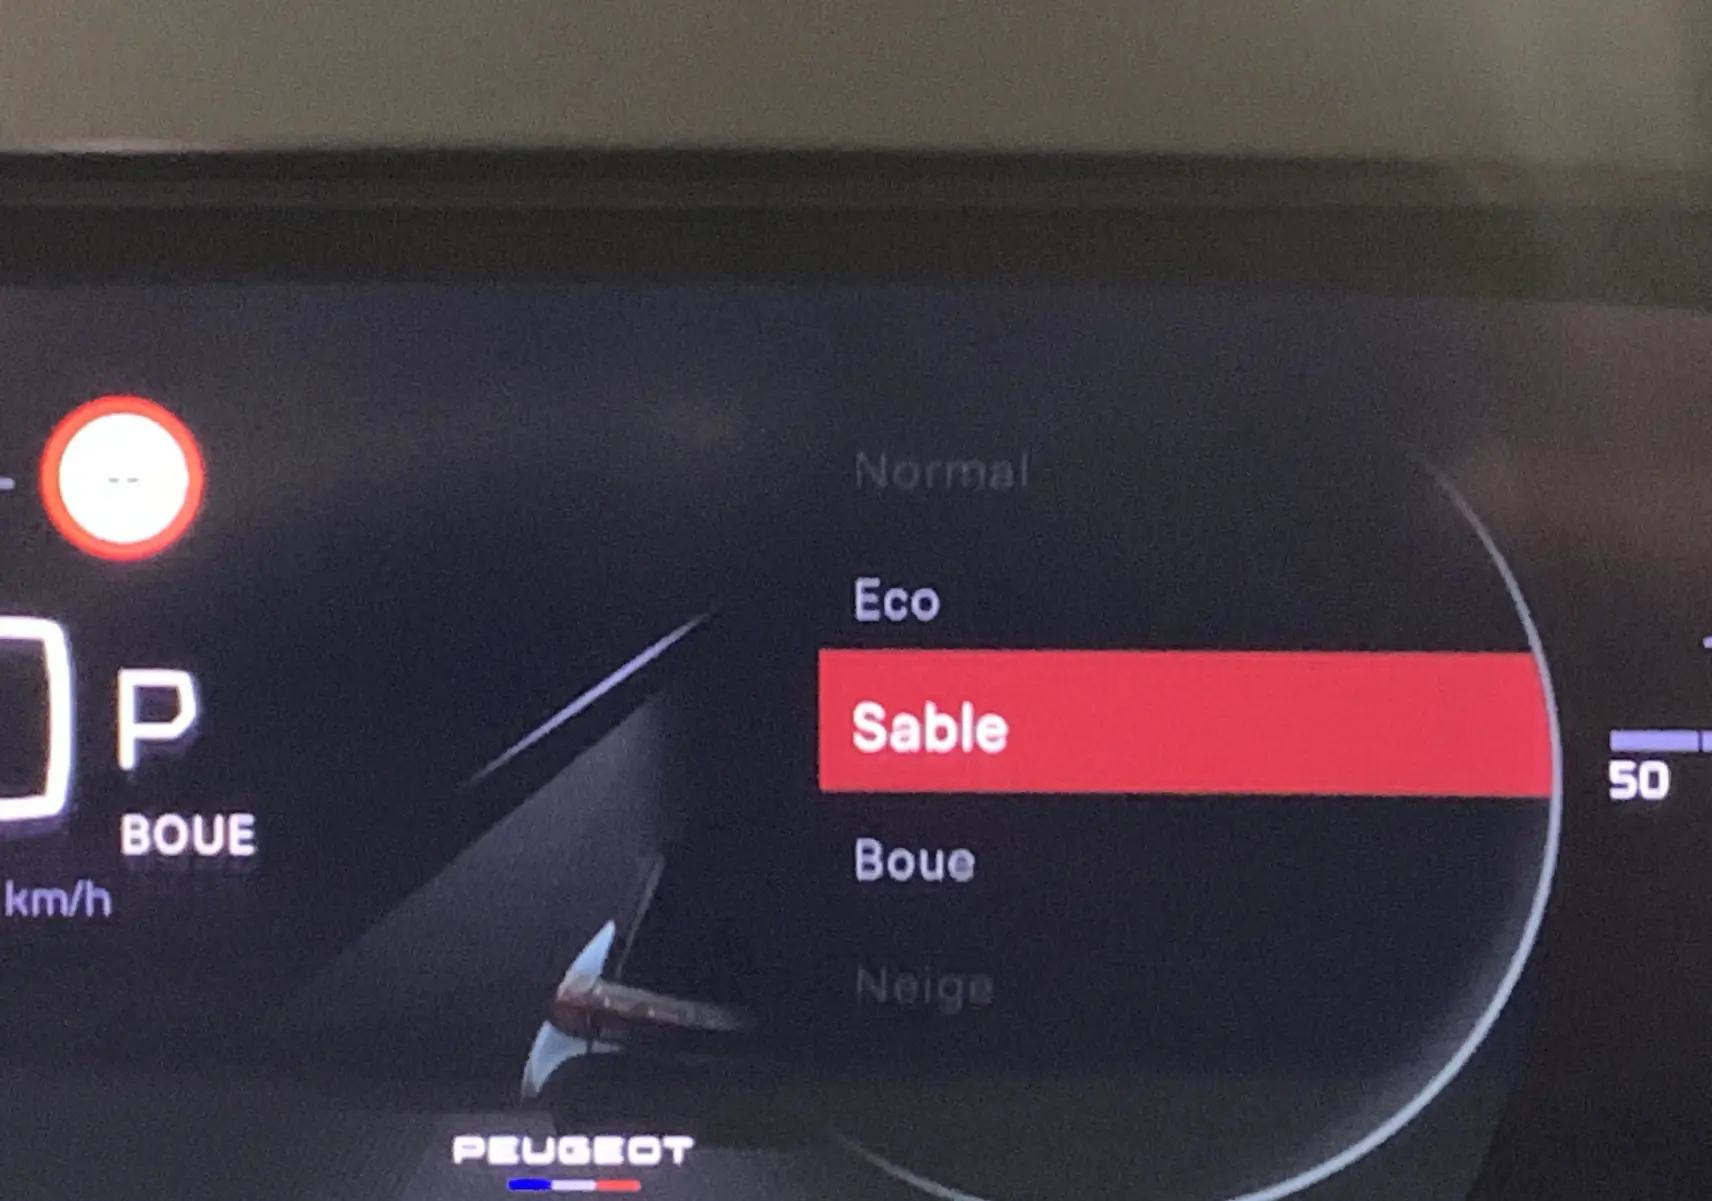 --
P
BOUE
km/h
Normal
Eco
Sable
Boue
Neige
50
PEUGEOT